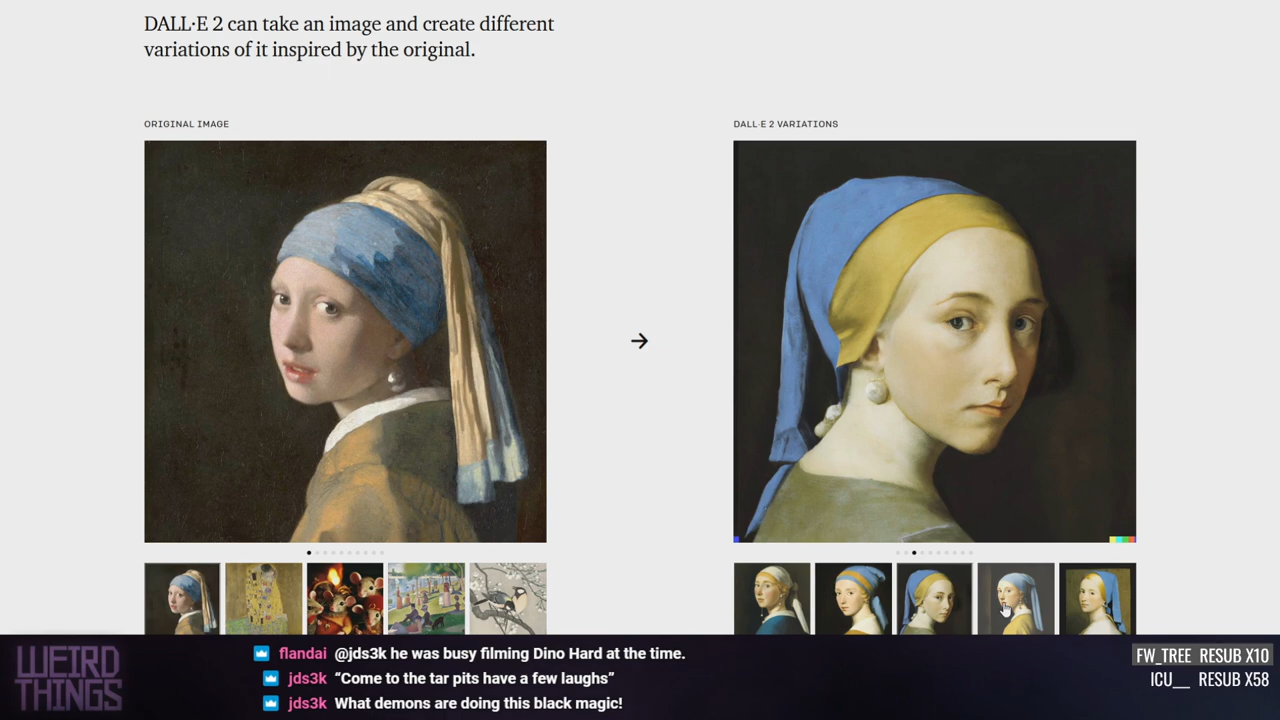 DALL·E 2 can take an image and create different
variations of it inspired by the original.
ORIGINAL IMAGE
DALL·E 2 VARIATIONS
→
WEIRD
THINGS
flandai @jds3k he was busy filming Dino Hard at the time.
jds3k “Come to the tar pits have a few laughs”
jds3k What demons are doing this black magic!
FW_TREE RESUB X10
ICU__ RESUB X58